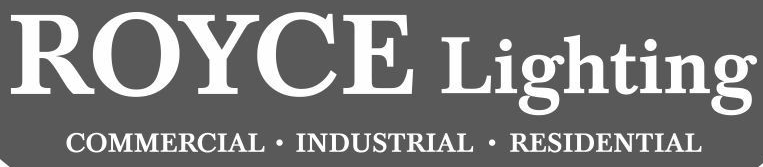 ROYCE Lighting
COMMERCIAL • INDUSTRIAL • RESIDENTIAL